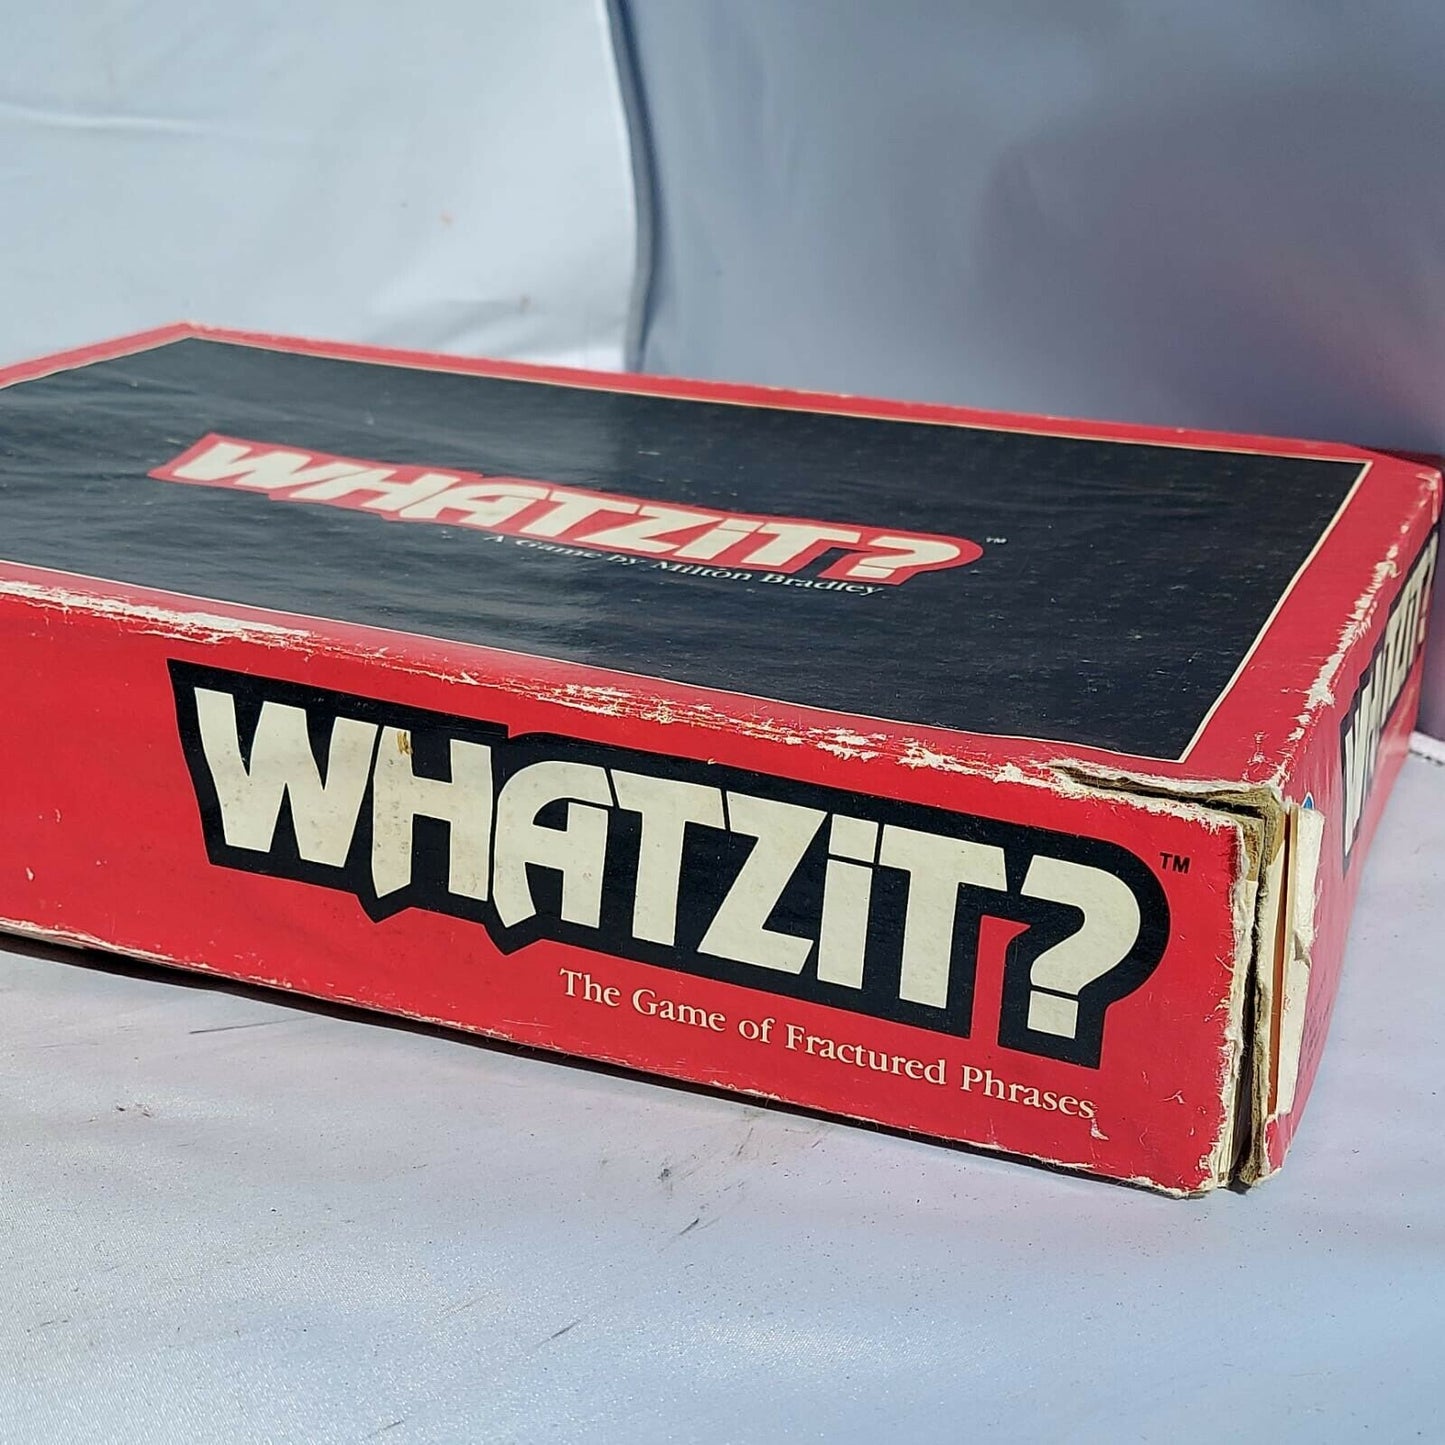 WHATZiT? ™
A Game by Milton Bradley
WHATZiT? ™
The Game of Fractured Phrases
WHATZiT?